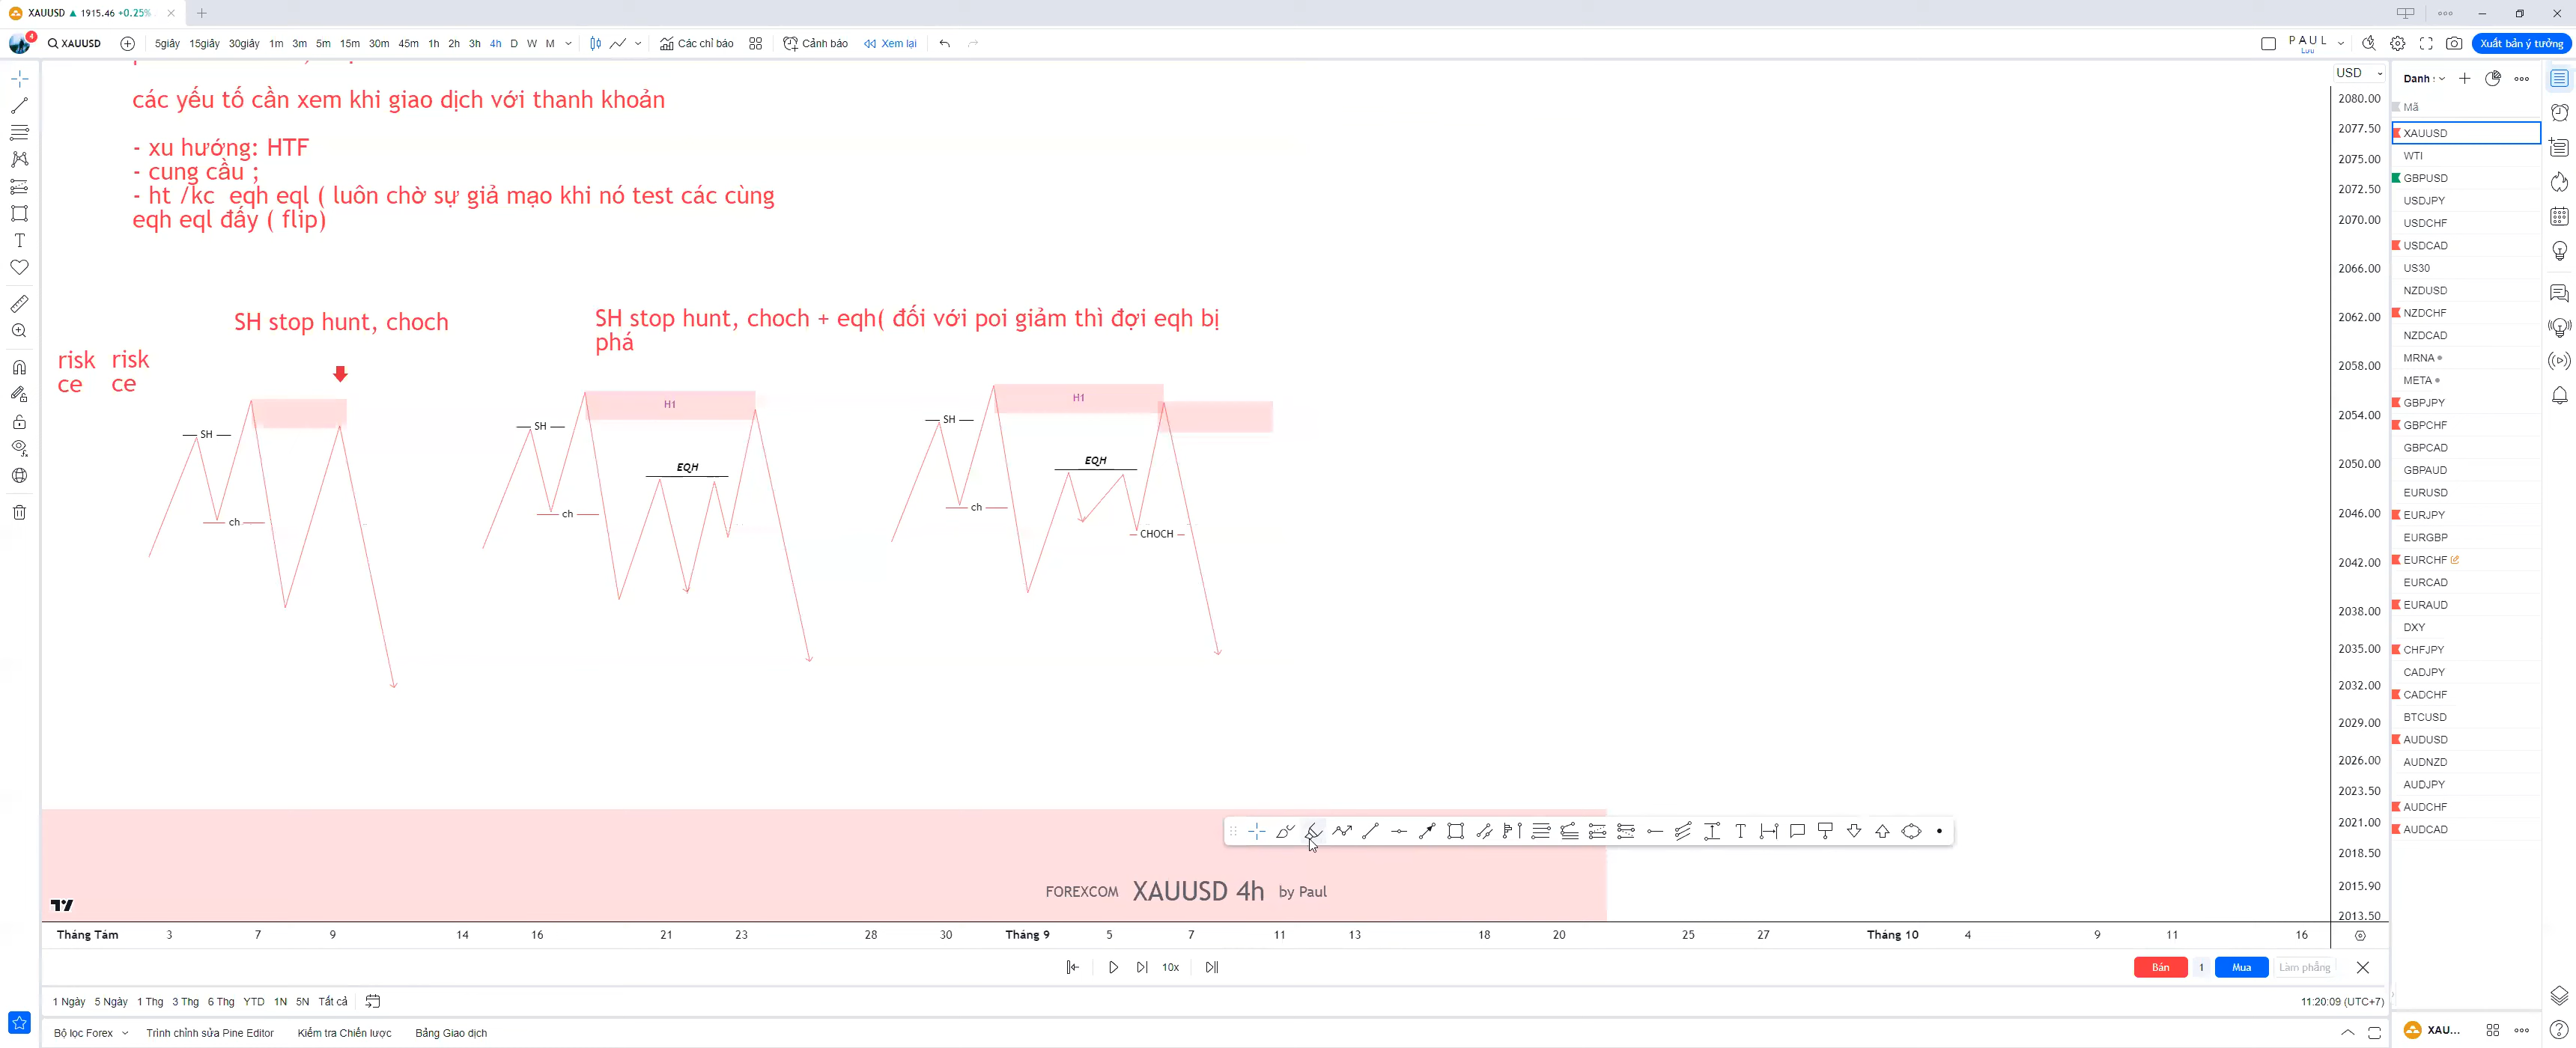 XAUUSD ▲ 1915.46 +0.25%
4
XAUUSD 5giây 15giây 30giây 1m 3m 5m 15m 30m 45m 1h 2h 3h 4h D W M Các chỉ báo Cảnh báo Xem lại PAUL Lưu Xuất bản ý tưởng
các yếu tố cần xem khi giao dịch với thanh khoản
- xu hướng: HTF
- cung cầu ;
- ht /kc eqh eql ( luôn chờ sự giả mạo khi nó test các cùng
eqh eql đấy ( flip)
SH stop hunt, choch
SH stop hunt, choch + eqh( đối với poi giảm thì đợi eqh bị
phá
risk risk
ce ce
SH
ch
H1
SH
EQH
ch
H1
SH
EQH
ch
CHOCH
FOREXCOM XAUUSD 4h by Paul
USD
2080.00
2077.50
2075.00
2072.50
2070.00
2066.00
2062.00
2058.00
2054.00
2050.00
2046.00
2042.00
2038.00
2035.00
2032.00
2029.00
2026.00
2023.50
2021.00
2018.50
2015.90
2013.50
Tháng Tám 3 7 9 14 16 21 23 28 30 Tháng 9 5 7 11 13 18 20 25 27 Tháng 10 4 9 11 16
10x
Bán 1 Mua Làm phẳng
1 Ngày 5 Ngày 1 Thg 3 Thg 6 Thg YTD 1N 5N Tất cả
11:20:09 (UTC+7)
Bộ lọc Forex Trình chỉnh sửa Pine Editor Kiểm tra Chiến lược Bảng Giao dịch
Danh
Mã
XAUUSD
WTI
GBPUSD
USDJPY
USDCHF
USDCAD
US30
NZDUSD
NZDCHF
NZDCAD
MRNA
META
GBPJPY
GBPCHF
GBPCAD
GBPAUD
EURUSD
EURJPY
EURGBP
EURCHF
EURCAD
EURAUD
DXY
CHFJPY
CADJPY
CADCHF
BTCUSD
AUDUSD
AUDNZD
AUDJPY
AUDCHF
AUDCAD
XAU...